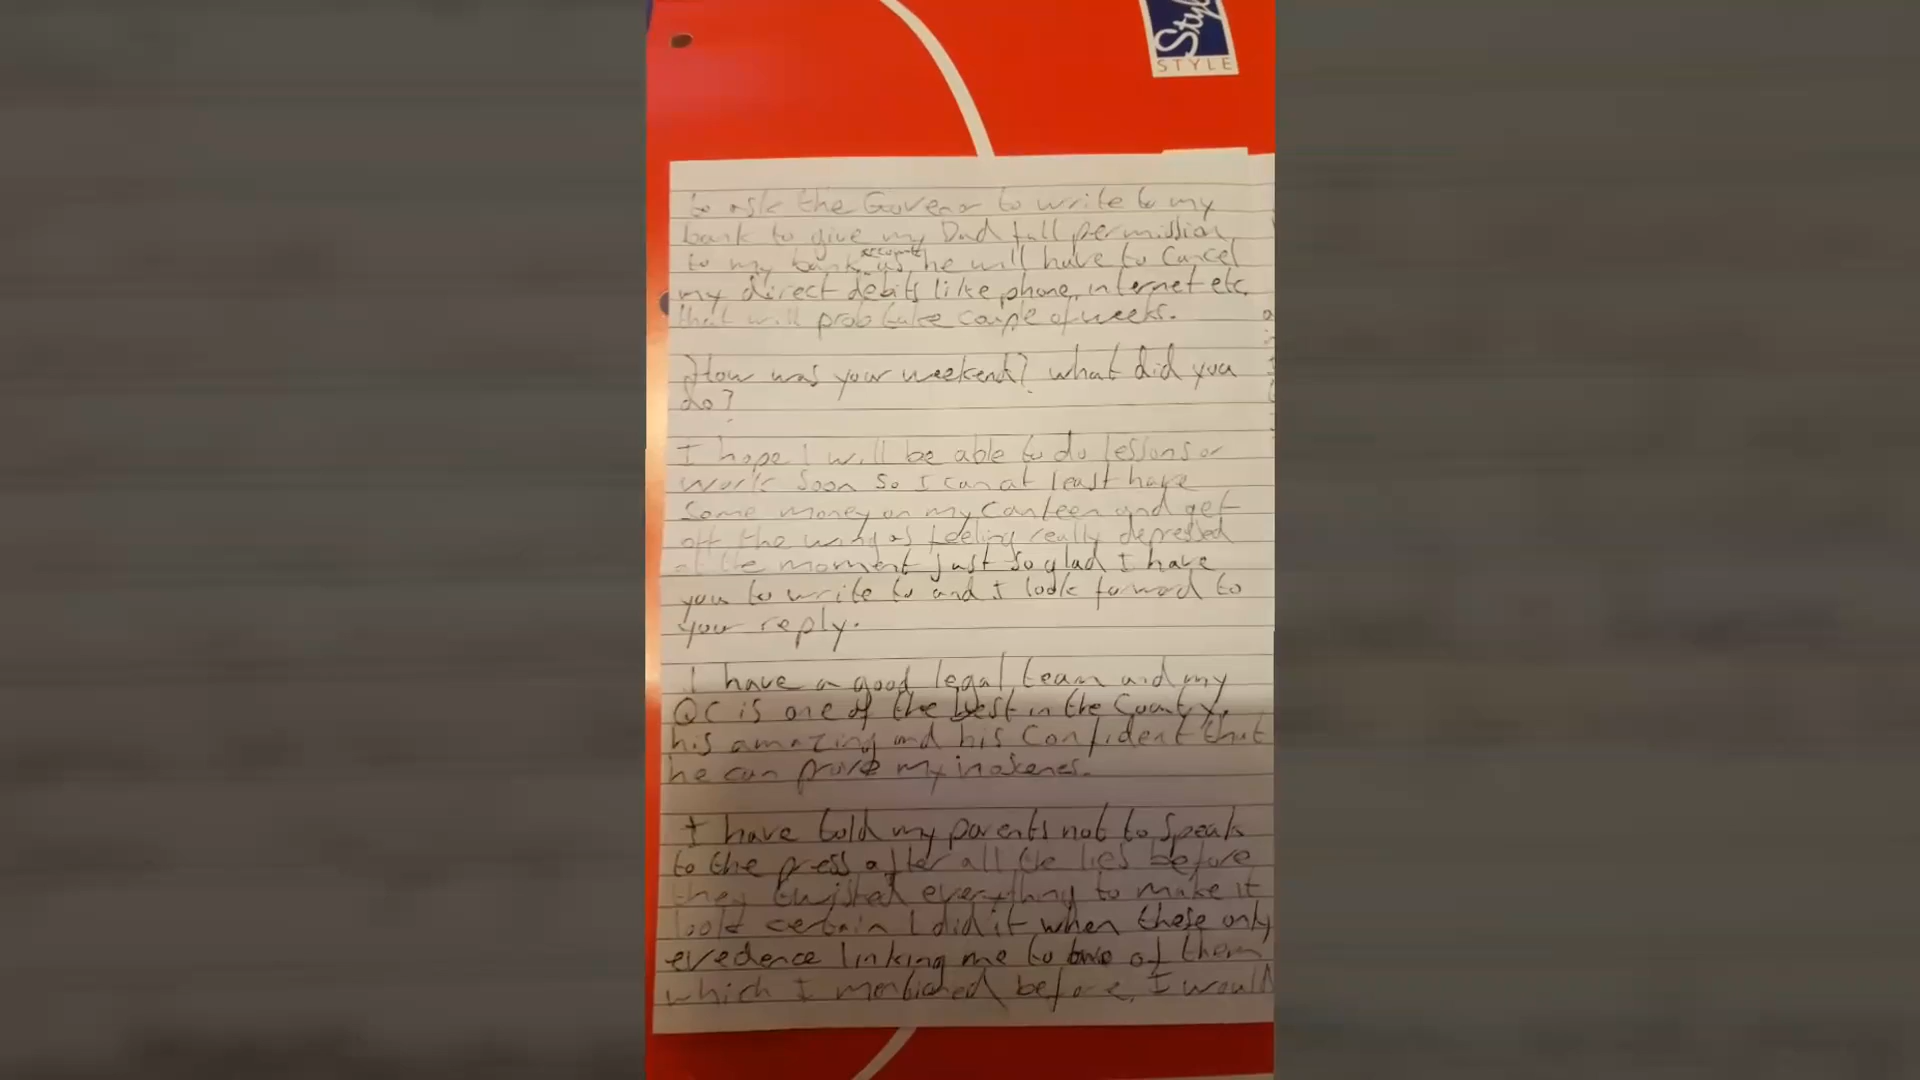 Style
STYLE
to ask the Govenor to write to my
bank to give my Dad full permission
to my bank accounts as he will have to cancel
my direct debits like phone, internet etc.
that will prob take couple of weeks.
How was your weekend? what did you
do?
I hope I will be able to do lessons or
work soon so I can at least have
some money on my canteen and get
off the wing as feeling really depressed
at the moment just so glad I have
you to write to and I look forward to
your reply.
I have a good legal team and my
QC is one of the best in the County,
his amazing and his confident that
he can prove my
I have told my parents not to speak
to the press after all the lies before
they twisted everything to make it
look certain I did it when these only
evedence linking me to two of them
which I mentioned before, I would